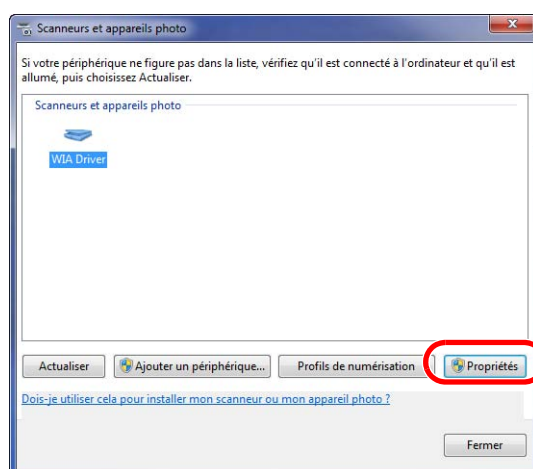 Scanneurs et appareils photo
Si votre périphérique ne figure pas dans la liste, vérifiez qu'il est connecté à l'ordinateur et qu'il est
allumé, puis choisissez Actualiser.
Scanneurs et appareils photo
WIA Driver
Actualiser
Ajouter un périphérique...
Profils de numérisation
Propriétés
Dois-je utiliser cela pour installer mon scanneur ou mon appareil photo ?
Fermer